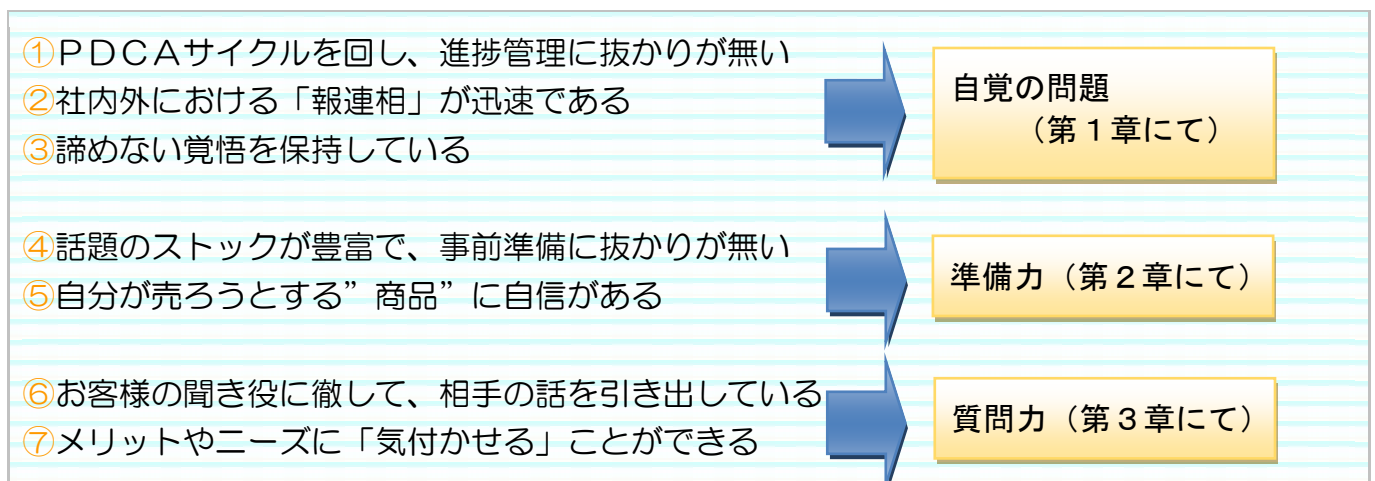 ①ＰＤＣＡサイクルを回し、進捗管理に抜かりが無い
②社内外における「報連相」が迅速である
③諦めない覚悟を保持している
自覚の問題
（第１章にて）
④話題のストックが豊富で、事前準備に抜かりが無い
⑤自分が売ろうとする”商品”に自信がある
準備力（第２章にて）
⑥お客様の聞き役に徹して、相手の話を引き出している
⑦メリットやニーズに「気付かせる」ことができる
質問力（第３章にて）